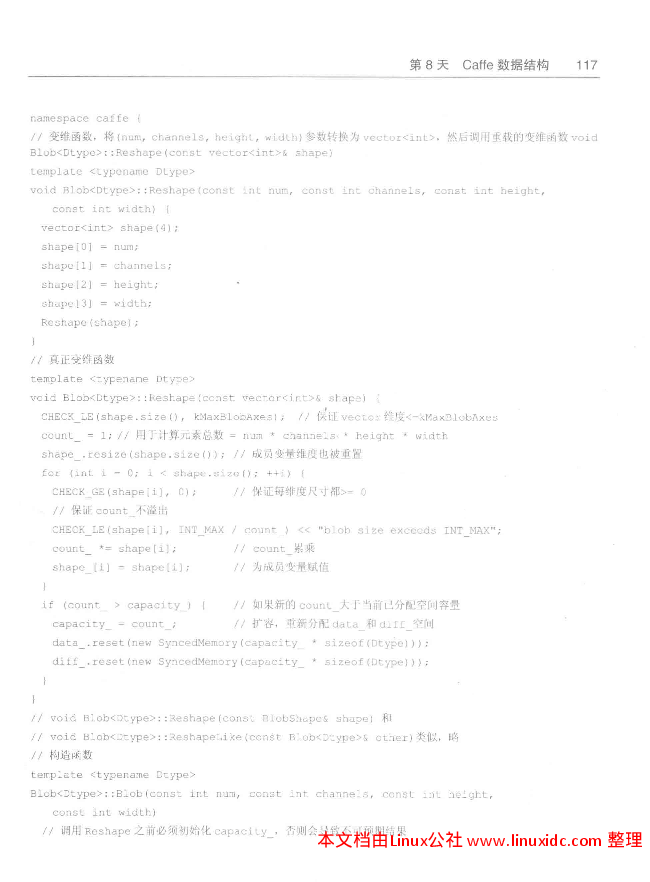 第 8 天 Caffe 数据结构 117
namespace caffe {
// 变维函数，将(num, channels, height, width)参数转换为 vector<int>，然后调用重载的变维函数 void
Blob<Dtype>::Reshape(const vector<int>& shape)
template <typename Dtype>
void Blob<Dtype>::Reshape(const int num, const int channels, const int height,
const int width) {
vector<int> shape(4);
shape[0] = num;
shape[1] = channels;
shape[2] = height;
shape[3] = width;
Reshape(shape);
}
// 真正变维函数
template <typename Dtype>
void Blob<Dtype>::Reshape(const vector<int>& shape) {
CHECK_LE(shape.size(), kMaxBlobAxes); // 保证 vector 维度<=kMaxBlobAxes
count_ = 1; // 用于计算元素总数 = num * channels * height * width
shape_.resize(shape.size()); // 成员变量维度也被重置
for (int i = 0; i < shape.size(); ++i) {
CHECK_GE(shape[i], 0); // 保证每维度尺寸都>= 0
// 保证 count_不溢出
CHECK_LE(shape[i], INT_MAX / count_) << "blob size exceeds INT_MAX";
count_ *= shape[i]; // count_累乘
shape_[i] = shape[i]; // 为成员变量赋值
}
if (count_ > capacity_) { // 如果新的 count_大于当前已分配空间容量
capacity_ = count_; // 扩容，重新分配 data_和 diff_空间
data_.reset(new SyncedMemory(capacity_ * sizeof(Dtype)));
diff_.reset(new SyncedMemory(capacity_ * sizeof(Dtype)));
}
}
// void Blob<Dtype>::Reshape(const BlobShape& shape) 和
// void Blob<Dtype>::ReshapeLike(const Blob<Dtype>& other)类似，略
// 构造函数
template <typename Dtype>
Blob<Dtype>::Blob(const int num, const int channels, const int height,
const int width)
// 调用 Reshape 之前必须初始化 capacity_，否则会导致不可预期结果
本文档由Linux公社 www.linuxidc.com 整理